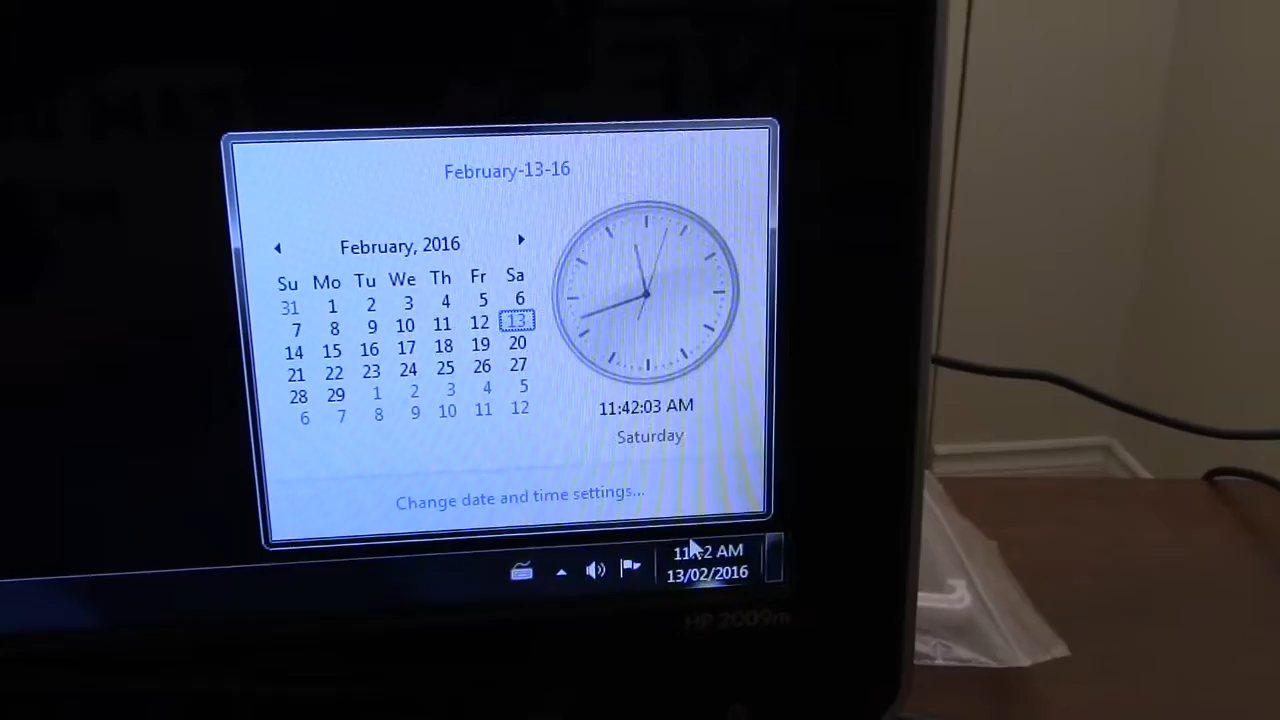 February-13-16
February, 2016
Su Mo Tu We Th Fr Sa
31 1 2 3 4 5 6
7 8 9 10 11 12 13
14 15 16 17 18 19 20
21 22 23 24 25 26 27
28 29 1 2 3 4 5
6 7 8 9 10 11 12
11:42:03 AM
Saturday
Change date and time settings...
2 AM
13/02/2016
HP 2009m